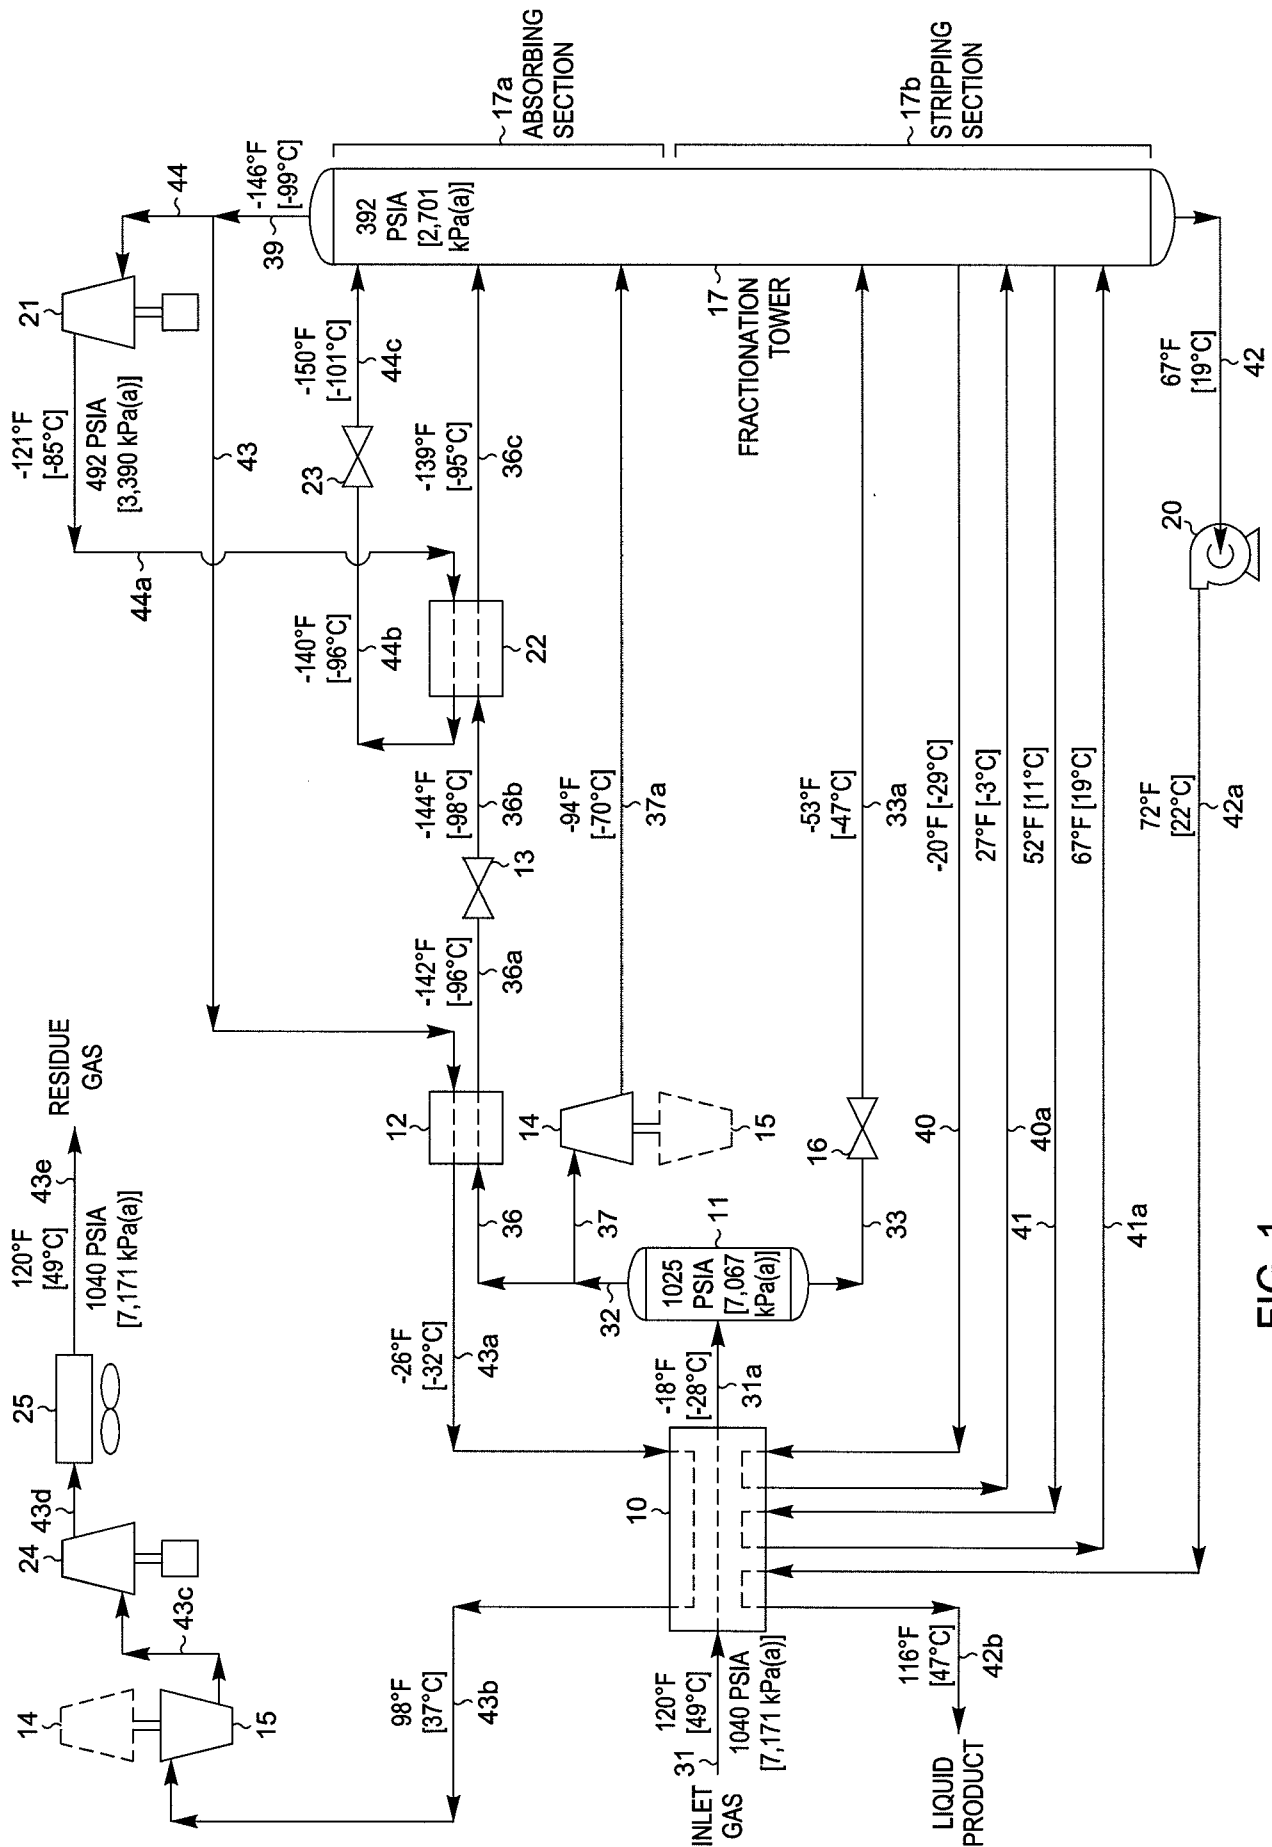 -146°F
[-99°C]
44
39
21
-121°F
[-85°C]
492 PSIA
[3,390 kPa(a)]
43
44a
392
PSIA
[2,701
kPa(a)]
17a
ABSORBING
SECTION
17b
STRIPPING
SECTION
17
FRACTIONATION
TOWER
-150°F
[-101°C]
44c
23
-139°F
[-95°C]
36c
-140°F
[-96°C]
44b
22
-144°F
[-98°C]
36b
13
-142°F
[-96°C]
36a
-94°F
[-70°C]
37a
-53°F
[-47°C]
33a
-20°F [-29°C]
27°F [-3°C]
52°F [11°C]
67°F [19°C]
67°F
[19°C]
42
20
72°F
[22°C]
42a
RESIDUE
GAS
43e
120°F
[49°C]
1040 PSIA
[7,171 kPa(a)]
25
43d
24
43c
14
15
12
14
15
16
36
37
33
11
1025
PSIA
[7,067
kPa(a)]
32
40
40a
41
41a
-26°F
[-32°C]
43a
-18°F
[-28°C]
31a
10
98°F
[37°C]
43b
120°F
[49°C]
1040 PSIA
[7,171 kPa(a)]
31
INLET
GAS
116°F
[47°C]
42b
LIQUID
PRODUCT
FIG. 1